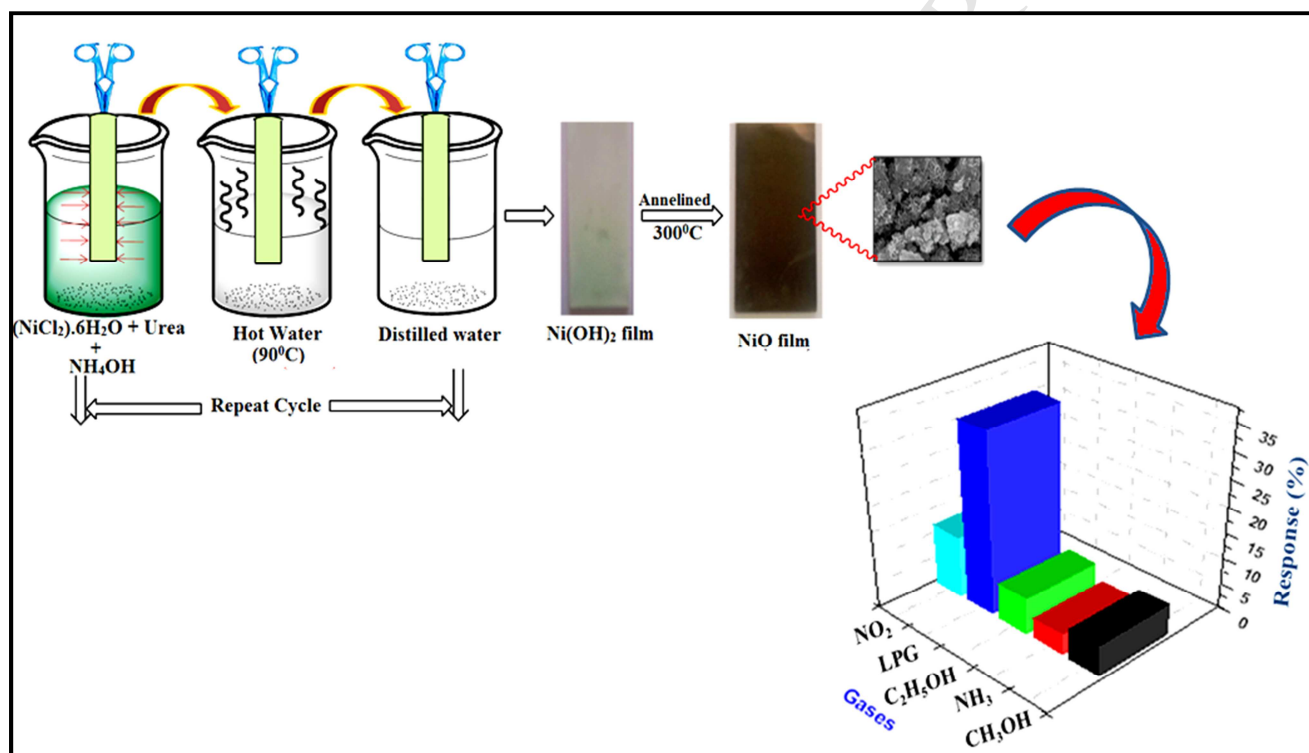 (NiCl₂).6H₂O + Urea
+
NH₄OH
Hot Water
(90⁰C)
Distilled water
Repeat Cycle
Ni(OH)₂ film
Annelined
300⁰C
NiO film
35
30
25
20
15
10
5
0
Response (%)
NO₂
LPG
C₂H₅OH
NH₃
CH₃OH
Gases